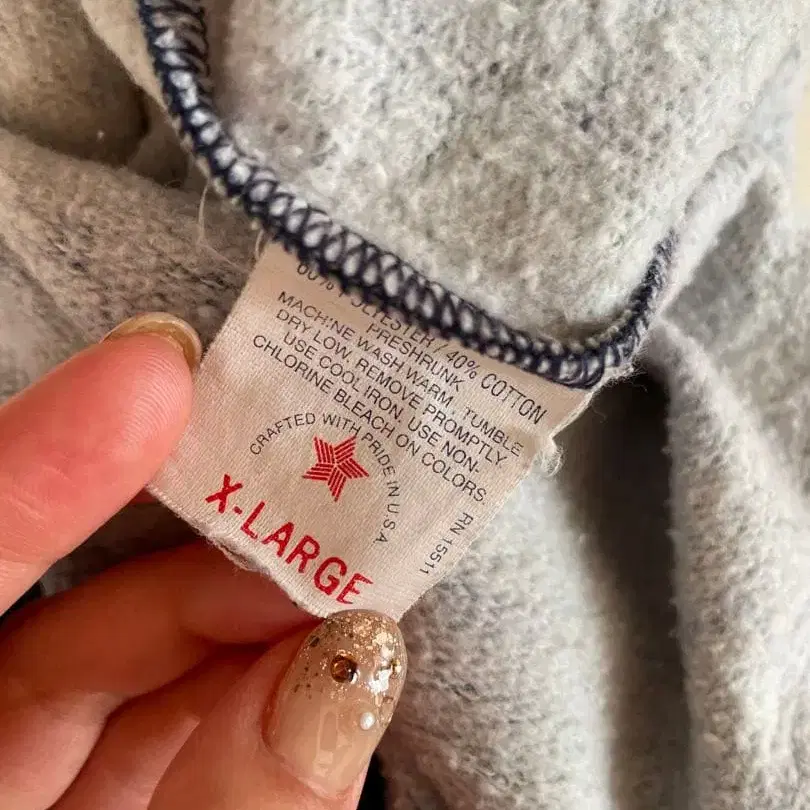 60% POLYESTER / 40% COTTON
PRESHRUNK
MACHINE WASH WARM. TUMBLE
DRY LOW. REMOVE PROMPTLY.
USE COOL IRON. USE NON-
CHLORINE BLEACH ON COLORS.
CRAFTED WITH PRIDE IN U.S.A
X-LARGE
RN 15511